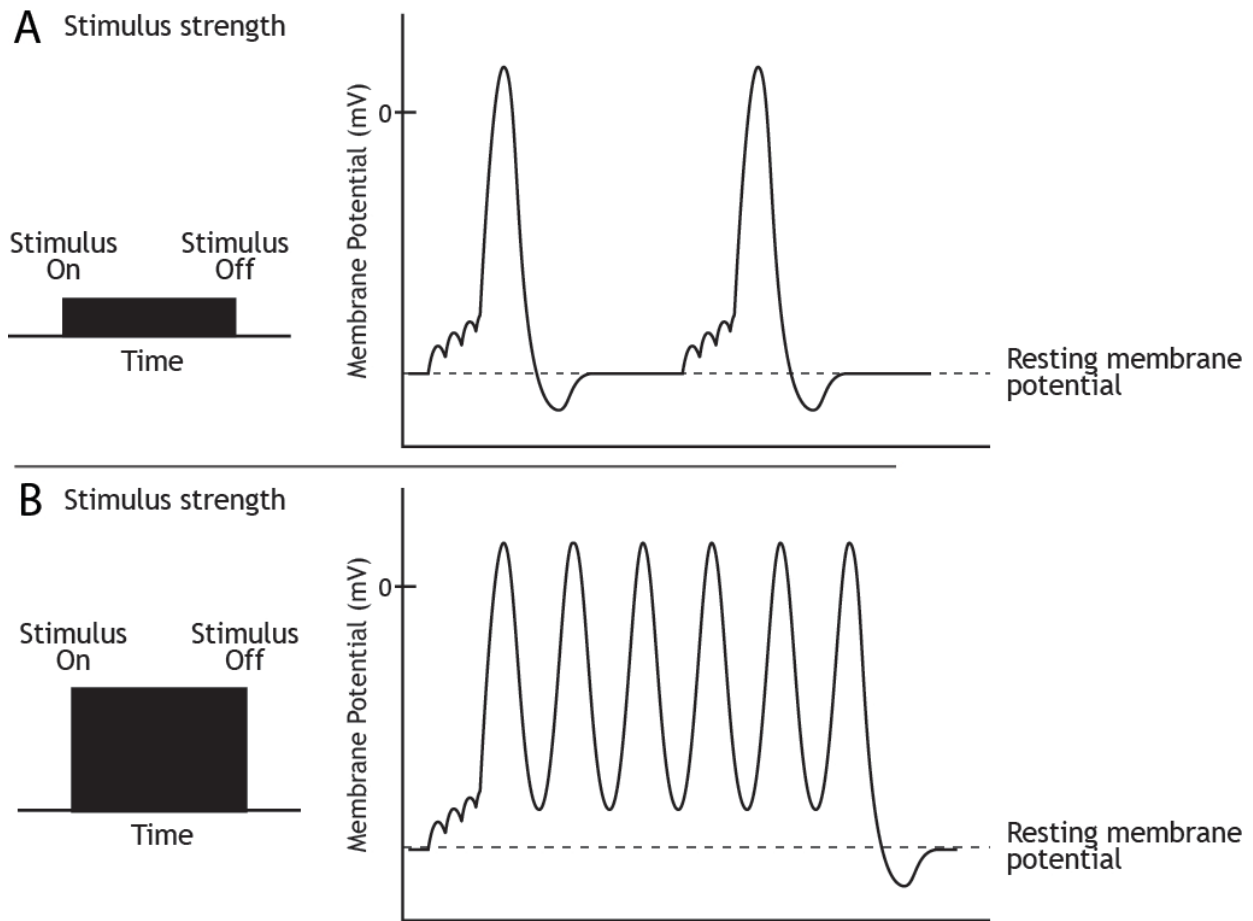 A Stimulus strength
Stimulus
On
Stimulus
Off
Time
Membrane Potential (mV)
0
Resting membrane
potential
B Stimulus strength
Stimulus
On
Stimulus
Off
Time
Membrane Potential (mV)
0
Resting membrane
potential